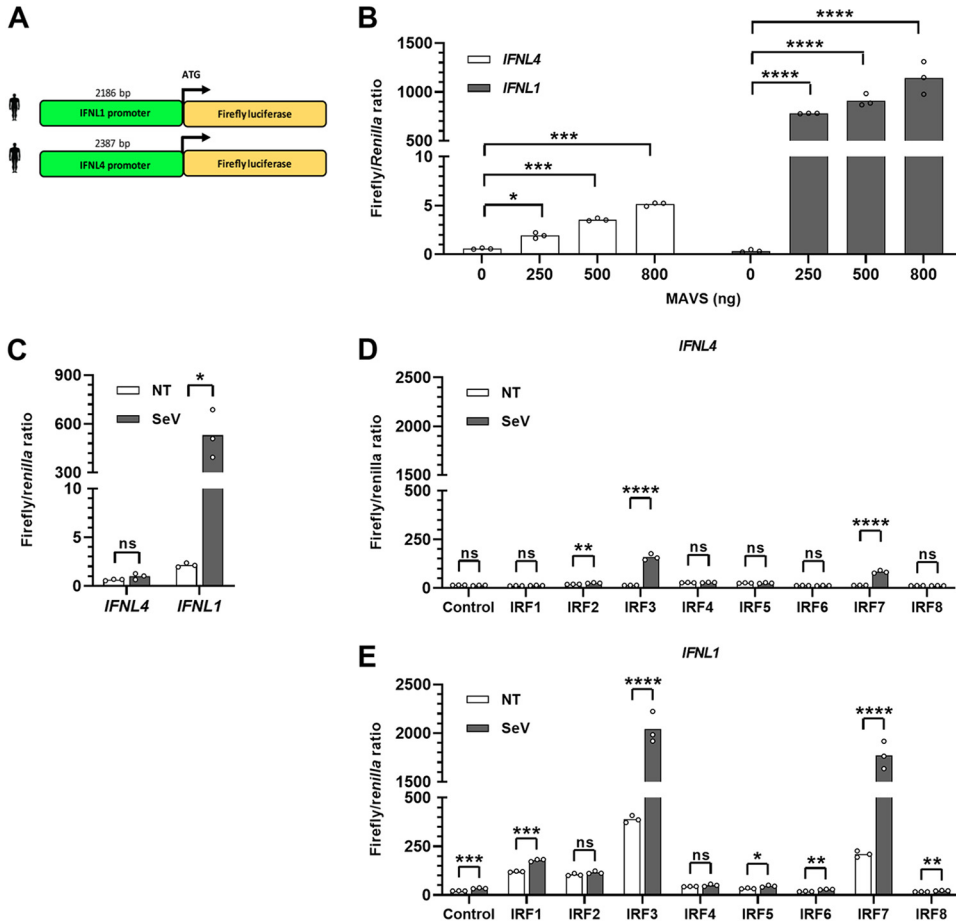 A
2186 bp
ATG
IFNL1 promoter
Firefly luciferase
2387 bp
IFNL4 promoter
Firefly luciferase
B
Firefly/Renilla ratio
1500
1000
500
10
5
0
IFNL4
IFNL1
*
***
***
****
****
****
0 250 500 800 0 250 500 800
MAVS (ng)
C
Firefly/renilla ratio
900
600
300
10
5
0
NT
SeV
ns
*
IFNL4 IFNL1
D
IFNL4
Firefly/renilla ratio
2500
2000
1500
500
250
0
NT
SeV
ns ns ** **** ns ns ns **** ns
Control IRF1 IRF2 IRF3 IRF4 IRF5 IRF6 IRF7 IRF8
E
IFNL1
Firefly/renilla ratio
2500
2000
1500
500
250
0
NT
SeV
*** *** ns **** ns * ** **** **
Control IRF1 IRF2 IRF3 IRF4 IRF5 IRF6 IRF7 IRF8